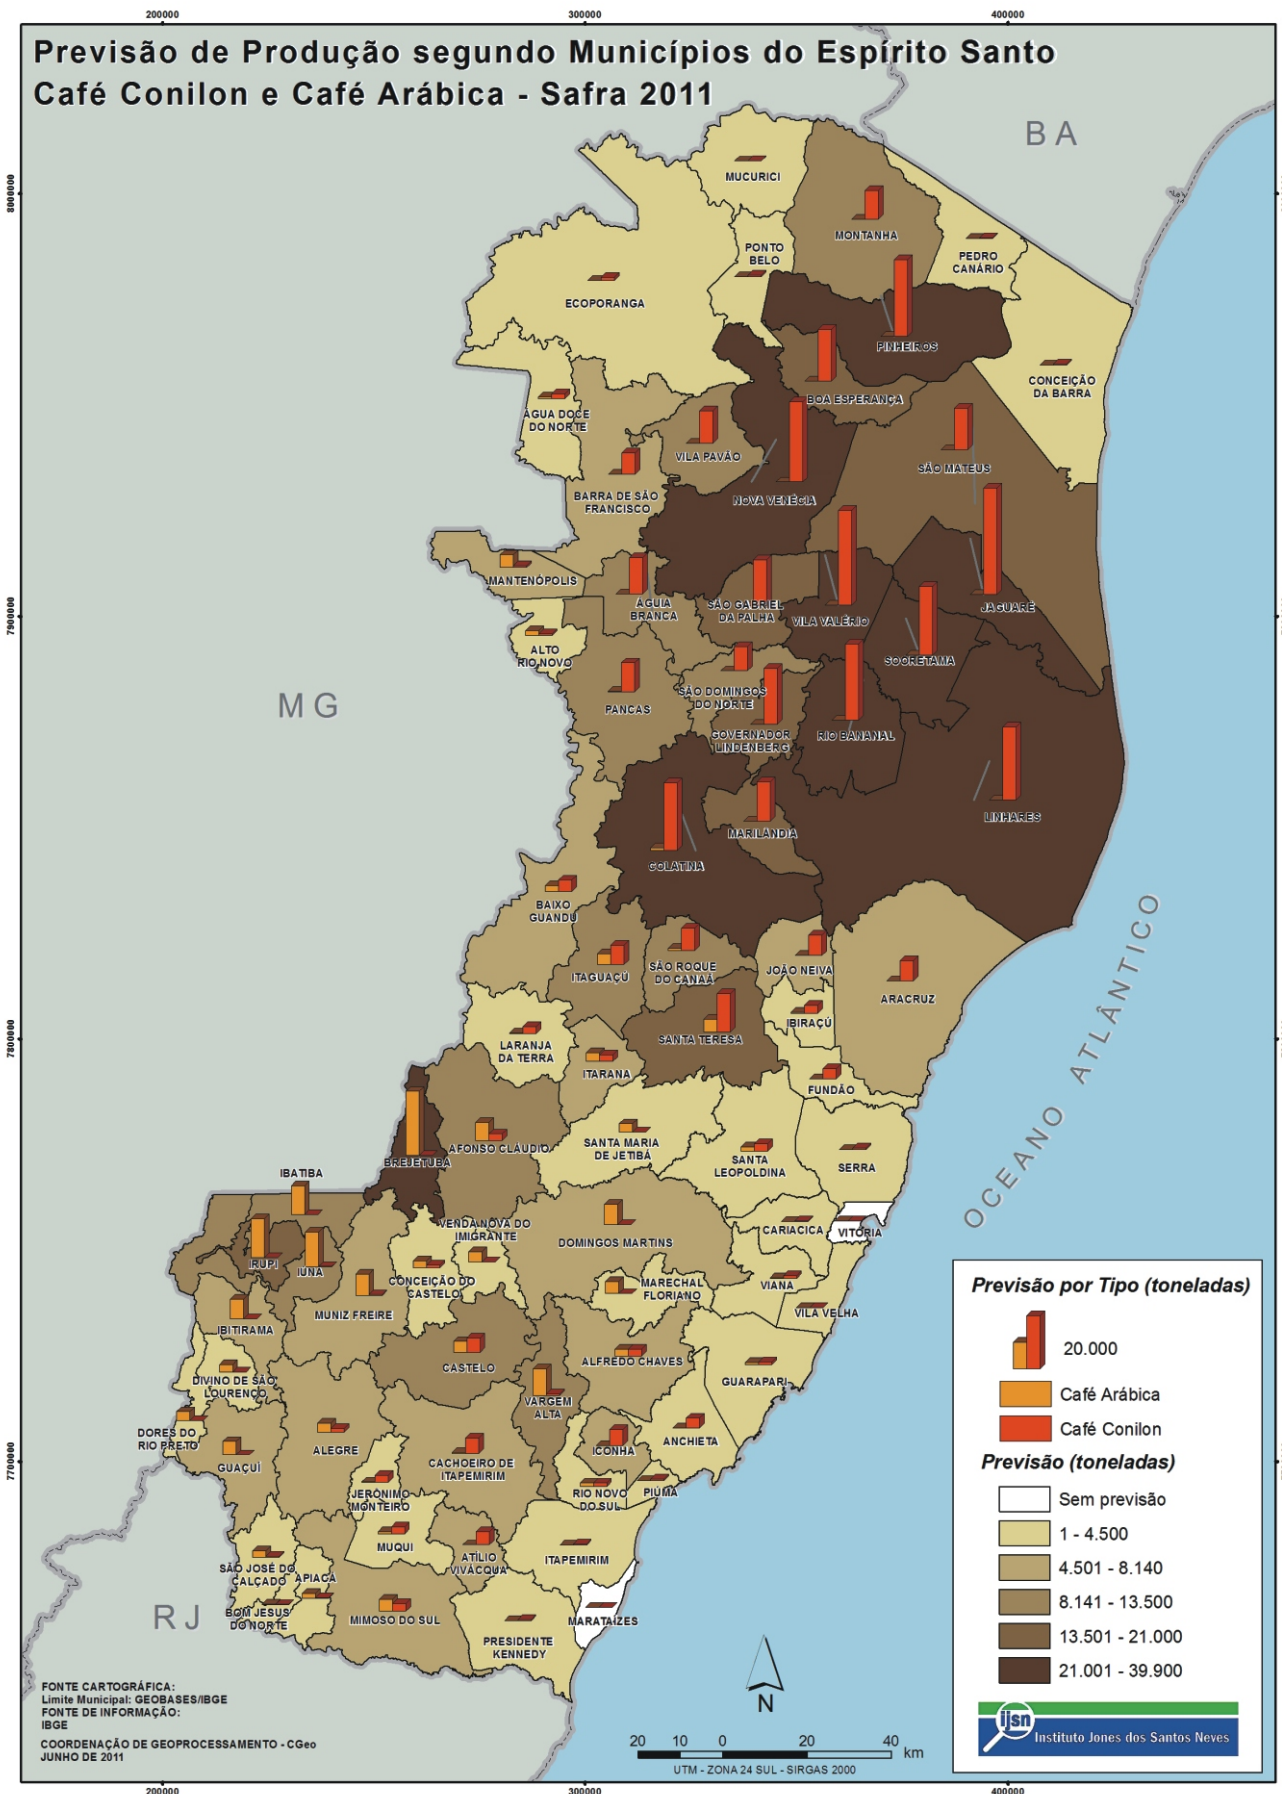 200000
300000
400000
Previsão de Produção segundo Municípios do Espírito Santo
Café Conilon e Café Arábica - Safra 2011
BA
MUCURICI
8000000
MONTANHA
PONTO
BELO
PEDRO
CANÁRIO
ECOPORANGA
PINHEIROS
CONCEIÇÃO
DA BARRA
BOA ESPERANÇA
ÁGUA DOCE
DO NORTE
VILA PAVÃO
SÃO MATEUS
BARRA DE SÃO
FRANCISCO
NOVA VENÉCIA
MANTENÓPOLIS
ÁGUIA
BRANCA
SÃO GABRIEL
DA PALHA
VILA VALÉRIO
JAGUARÉ
7900000
ALTO
RIO NOVO
SOORETAMA
MG
PANCAS
SÃO DOMINGOS
DO NORTE
GOVERNADOR
LINDENBERG
RIO BANANAL
LINHARES
MARILÂNDIA
COLATINA
BAIXO
GUANDU
ITAGUAÇÚ
SÃO ROQUE
DO CANAÃ
JOÃO NEIVA
ARACRUZ
OCEANO ATLÂNTICO
IBIRAÇÚ
SANTA TERESA
7800000
LARANJA
DA TERRA
ITARANA
FUNDÃO
AFONSO CLÁUDIO
SANTA MARIA
DE JETIBÁ
SANTA
LEOPOLDINA
SERRA
BREJETUBA
IBATIBA
VENDA NOVA DO
IMIGRANTE
DOMINGOS MARTINS
CARIACICA
VITÓRIA
IRUPI
IUNA
CONCEIÇÃO DO
CASTELO
MARECHAL
FLORIANO
VIANA
VILA VELHA
MUNIZ FREIRE
IBITIRAMA
CASTELO
ALFREDO CHAVES
GUARAPARI
DIVINO DE SÃO
LOURENÇO
VARGEM
ALTA
DORES DO
RIO PRETO
GUAÇUÍ
ALEGRE
CACHOEIRO DE
ITAPEMIRIM
ICONHA
ANCHIETA
7700000
JERÔNIMO
MONTEIRO
RIO NOVO
DO SUL
PIÚMA
MUQUI
ATÍLIO
VIVÁCQUA
ITAPEMIRIM
SÃO JOSÉ DO
CALÇADO
APIACÁ
BOM JESUS
DO NORTE
MIMOSO DO SUL
MARATAÍZES
PRESIDENTE
KENNEDY
RJ
Previsão por Tipo (toneladas)
20.000
Café Arábica
Café Conilon
Previsão (toneladas)
Sem previsão
1 - 4.500
4.501 - 8.140
8.141 - 13.500
13.501 - 21.000
21.001 - 39.900
ijsn
Instituto Jones dos Santos Neves
N
20 10 0 20 40
km
UTM - ZONA 24 SUL - SIRGAS 2000
FONTE CARTOGRÁFICA:
Limite Municipal: GEOBASES/IBGE
FONTE DE INFORMAÇÃO:
IBGE
COORDENAÇÃO DE GEOPROCESSAMENTO - CGeo
JUNHO DE 2011
200000
300000
400000